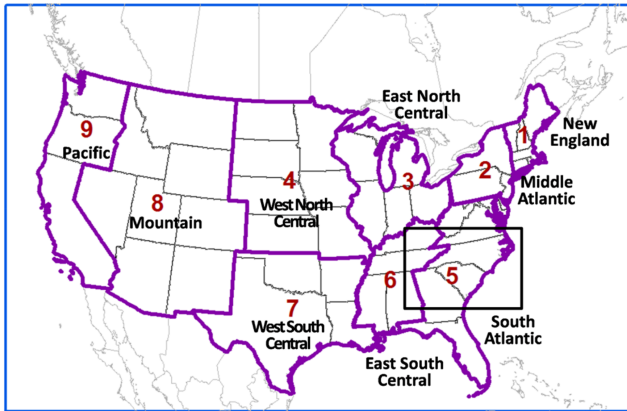 East North
Central
1
New
England
9
Pacific
2
3
Middle
Atlantic
4
West North
Central
8
Mountain
6
5
7
West South
Central
South
Atlantic
East South
Central